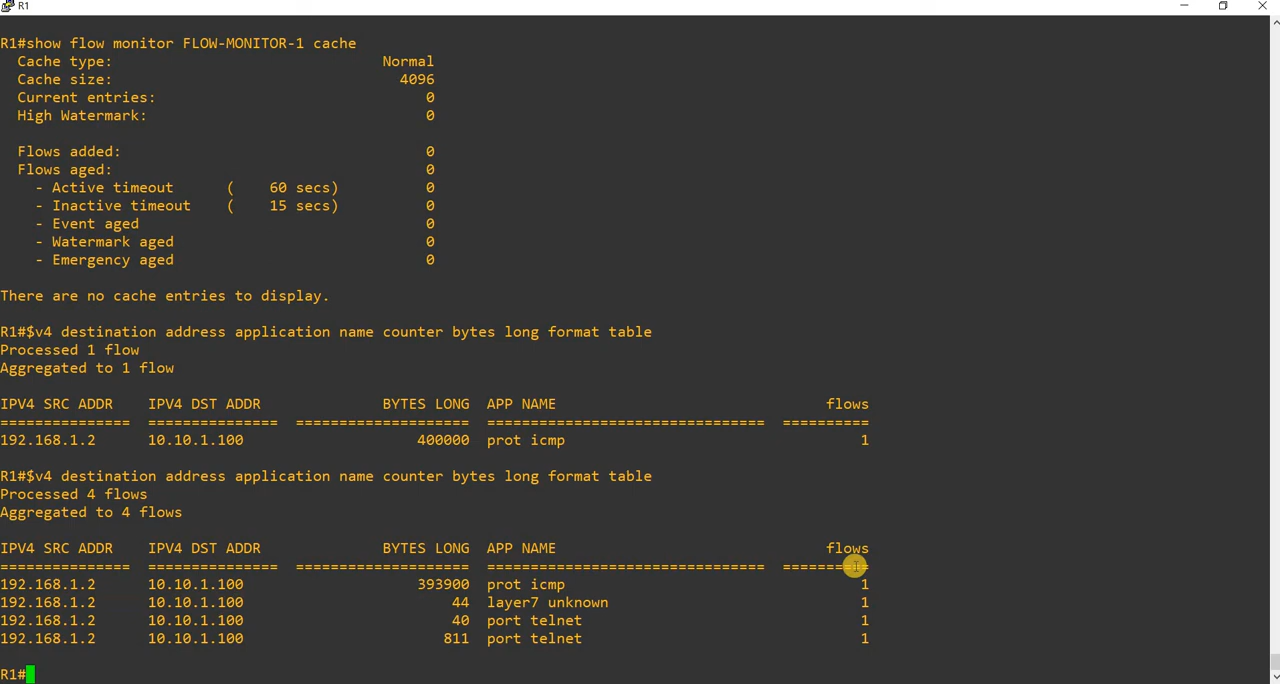 R1
R1#show flow monitor FLOW-MONITOR-1 cache
  Cache type:                               Normal
  Cache size:                                 4096
  Current entries:                               0
  High Watermark:                                0
  Flows added:                                   0
  Flows aged:                                    0
    - Active timeout      (    60 secs)          0
    - Inactive timeout    (    15 secs)          0
    - Event aged                                 0
    - Watermark aged                             0
    - Emergency aged                             0
There are no cache entries to display.
R1#$v4 destination address application name counter bytes long format table
Processed 1 flow
Aggregated to 1 flow
IPV4 SRC ADDR    IPV4 DST ADDR              BYTES LONG  APP NAME                               flows
===============  ===============  ====================  ================================  ==========
192.168.1.2      10.10.1.100                    400000  prot icmp                                  1
R1#$v4 destination address application name counter bytes long format table
Processed 4 flows
Aggregated to 4 flows
IPV4 SRC ADDR    IPV4 DST ADDR              BYTES LONG  APP NAME                               flows
===============  ===============  ====================  ================================  ==========
192.168.1.2      10.10.1.100                    393900  prot icmp                                  1
192.168.1.2      10.10.1.100                        44  layer7 unknown                             1
192.168.1.2      10.10.1.100                        40  port telnet                                1
192.168.1.2      10.10.1.100                       811  port telnet                                1
R1#